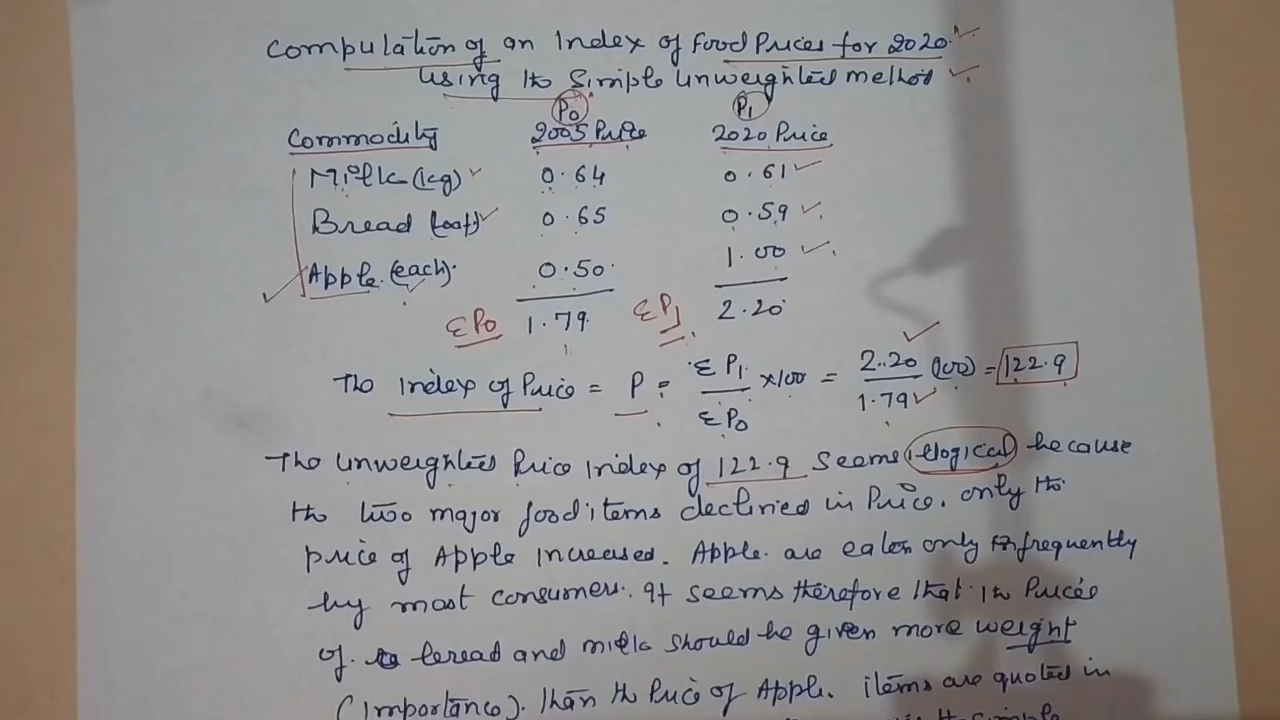 Computation of an Index of Food Prices for 2020.
using the Simple Unweighted method
P0 P1
Commodity 2005 Price 2020 Price
Milk (kg) 0.64 0.61
Bread (loaf) 0.65 0.59
Apple (each). 0.50 1.00
ΣP0 1.79 ΣP1 2.20
The Index of Price = P = ΣP1/ΣP0 x100 = 2.20/1.79 (100) = 122.9
The Unweighted Price Index of 122.9 seems illogical because
the two major food items declined in Price. only the
price of Apple increased. Apple. are eaten only infrequently
by most consumers. It seems therefore that the Prices
of bread and milk should be given more weight
(Importance). than the Price of Apple. items are quoted in
the simple